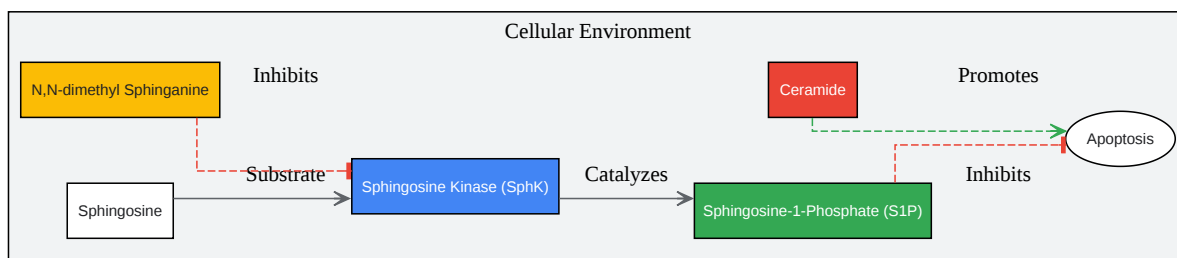 Cellular Environment
N,N-dimethyl Sphinganine
Inhibits
Ceramide
Promotes
Apoptosis
Substrate
Sphingosine Kinase (SphK)
Catalyzes
Inhibits
Sphingosine
Sphingosine-1-Phosphate (S1P)